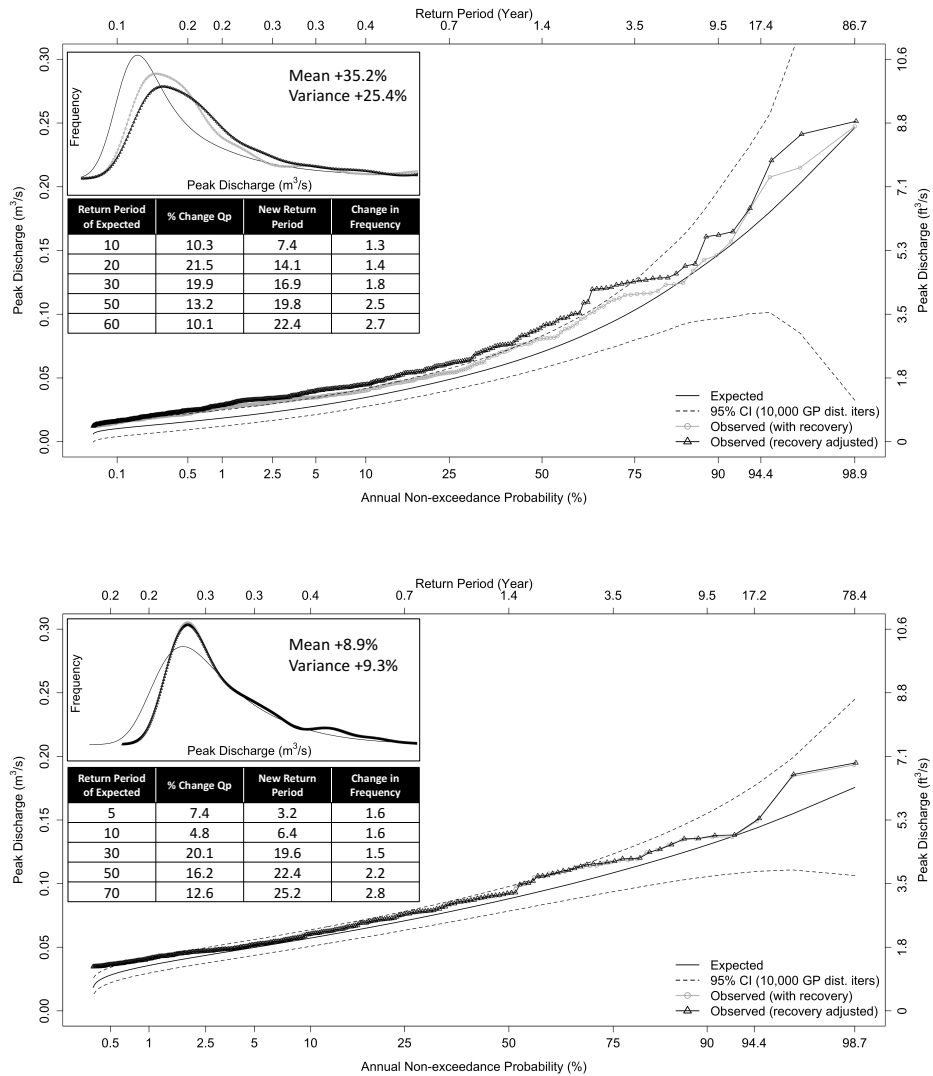 Return Period (Year)
0.1 0.2 0.2 0.3 0.3 0.4 0.7 1.4 3.5 9.5 17.4 86.7
Mean +35.2%
Variance +25.4%
Frequency
Peak Discharge (m³/s)
Return Period of Expected % Change Qp New Return Period Change in Frequency
10 10.3 7.4 1.3
20 21.5 14.1 1.4
30 19.9 16.9 1.8
50 13.2 19.8 2.5
60 10.1 22.4 2.7
Peak Discharge (m³/s)
0.30
0.25
0.20
0.15
0.10
0.05
0.00
Peak Discharge (ft³/s)
10.6
8.8
7.1
5.3
3.5
1.8
0
Expected
95% CI (10,000 GP dist. iters)
Observed (with recovery)
Observed (recovery adjusted)
0.1 0.5 1 2.5 5 10 25 50 75 90 94.4 98.9
Annual Non-exceedance Probability (%)
Return Period (Year)
0.2 0.2 0.3 0.3 0.4 0.7 1.4 3.5 9.5 17.2 78.4
Mean +8.9%
Variance +9.3%
Frequency
Peak Discharge (m³/s)
Return Period of Expected % Change Qp New Return Period Change in Frequency
5 7.4 3.2 1.6
10 4.8 6.4 1.6
30 20.1 19.6 1.5
50 16.2 22.4 2.2
70 12.6 25.2 2.8
Peak Discharge (m³/s)
0.30
0.25
0.20
0.15
0.10
0.05
0.00
Peak Discharge (ft³/s)
10.6
8.8
7.1
5.3
3.5
1.8
0
Expected
95% CI (10,000 GP dist. iters)
Observed (with recovery)
Observed (recovery adjusted)
0.5 1 2.5 5 10 25 50 75 90 94.4 98.7
Annual Non-exceedance Probability (%)